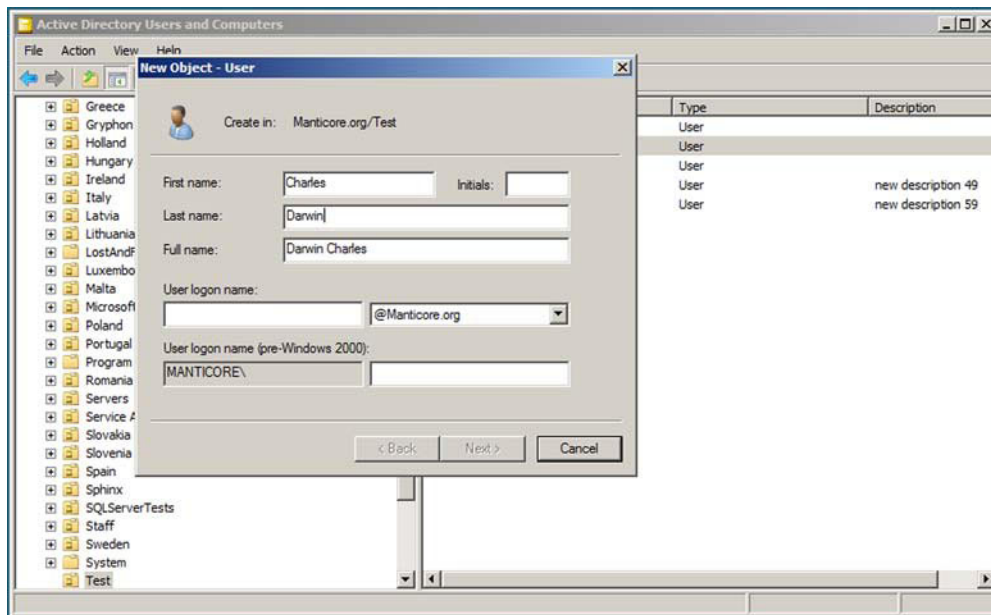 Active Directory Users and Computers
File Action View Help
New Object - User
Create in: Manticore.org/Test
First name: Charles Initials:
Last name: Darwin
Full name: Darwin Charles
User logon name:
@Manticore.org
User logon name (pre-Windows 2000):
MANTICORE\
< Back Next > Cancel
Greece
Gryphon
Holland
Hungary
Ireland
Italy
Latvia
Lithuania
LostAndF
Luxembo
Malta
Microsoft
Poland
Portugal
Program
Romania
Servers
Service A
Slovakia
Slovenia
Spain
Sphinx
SQLServerTests
Staff
Sweden
System
Test
Type Description
User
User
User
User new description 49
User new description 59